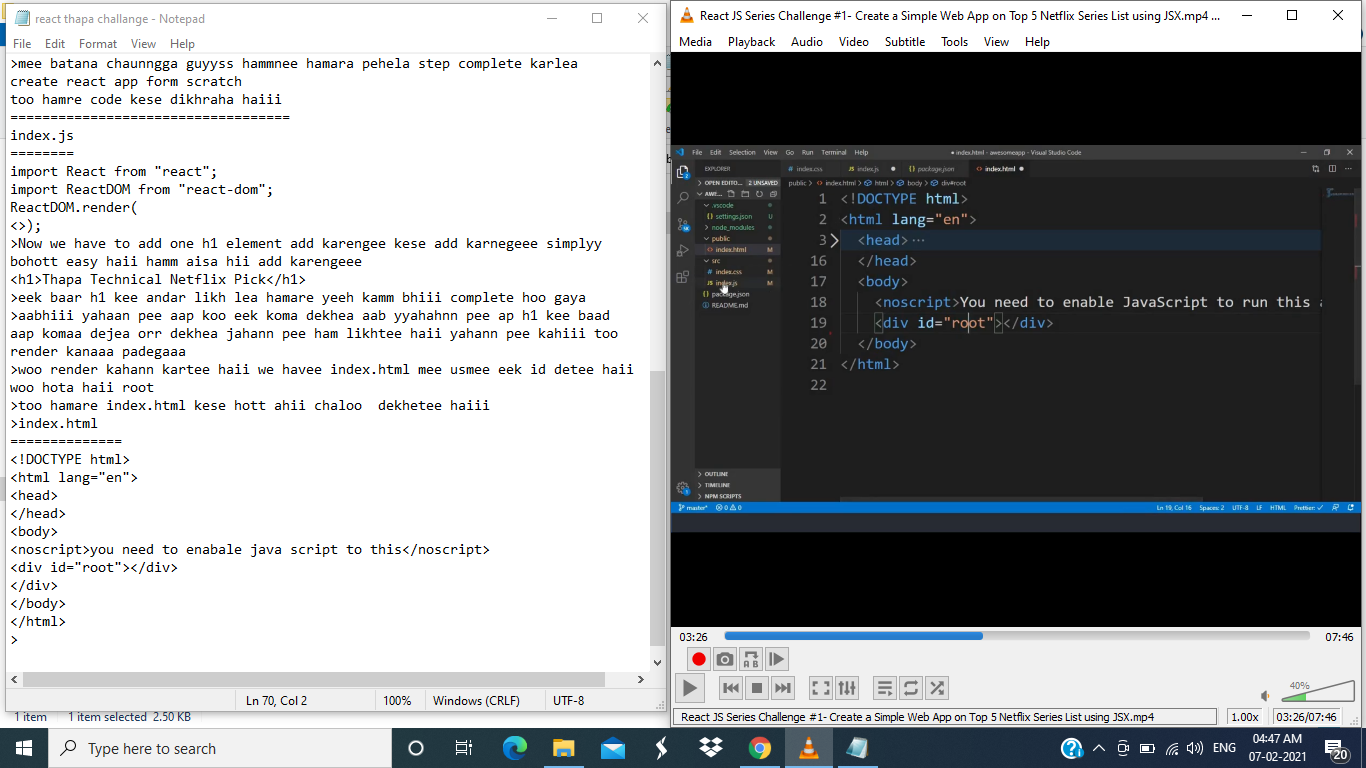 react thapa challange - Notepad
File Edit Format View Help
>mee batana chaunngga guyyss hammnee hamara pehela step complete karlea
create react app form scratch
too hamre code kese dikhraha haiii
===================================
index.js
========
import React from "react";
import ReactDOM from "react-dom";
ReactDOM.render(
<>);
>Now we have to add one h1 element add karengee kese add karnegeee simplyy
bohott easy haii hamm aisa hii add karengeee
<h1>Thapa Technical Netflix Pick</h1>
>eek baar h1 kee andar likh lea hamare yeeh kamm bhiii complete hoo gaya
>aabhiii yahaan pee aap koo eek koma dekhea aab yyahahnn pee ap h1 kee baad
aap komaa dejea orr dekhea jahann pee ham likhtee haii yahann pee kahiii too
render kanaaa padegaaa
>woo render kahann kartee haii we havee index.html mee usmee eek id detee haii
woo hota haii root
>too hamare index.html kese hott ahii chaloo  dekhetee haiii
>index.html
==============
<!DOCTYPE html>
<html lang="en">
<head>
</head>
<body>
<noscript>you need to enabale java script to this</noscript>
<div id="root"></div>
</div>
</body>
</html>
>
Ln 70, Col 2 100% Windows (CRLF) UTF-8
1 item 1 item selected 2.50 KB
React JS Series Challenge #1- Create a Simple Web App on Top 5 Netflix Series List using JSX.mp4 ...
Media Playback Audio Video Subtitle Tools View Help
File Edit Selection View Go Run Terminal Help
● index.html - awesomeapp - Visual Studio Code
EXPLORER
OPEN EDITO... 2 UNSAVED
AWE...
.vscode
settings.json U
node_modules
public
index.html M
src
index.css M
index.js M
package.json
README.md
OUTLINE
TIMELINE
NPM SCRIPTS
index.css index.js package.json index.html
public > index.html > html > body > div#root
1 <!DOCTYPE html>
2 <html lang="en">
3 <head> ...
16 </head>
17 <body>
18 <noscript>You need to enable JavaScript to run this
19 <div id="root"></div>
20 </body>
21 </html>
22
master* 0 0 Ln 19, Col 16 Spaces: 2 UTF-8 LF HTML Prettier: ✓
03:26 07:46
40%
React JS Series Challenge #1- Create a Simple Web App on Top 5 Netflix Series List using JSX.mp4 1.00x 03:26/07:46
Type here to search
ENG
04:47 AM
07-02-2021
20